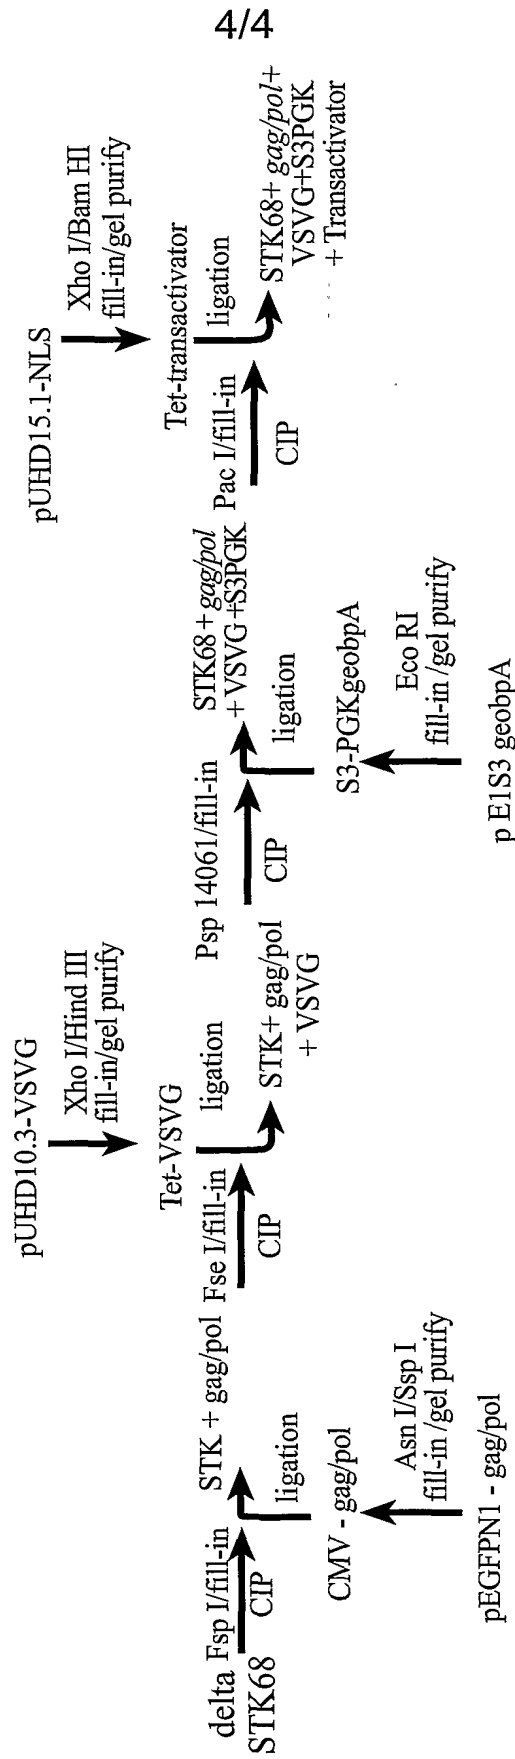 4/4
delta
STK68
Fsp I/fill-in
CIP
pEGFPN1 - gag/pol
Asn I/Ssp I
fill-in /gel purify
CMV - gag/pol
ligation
STK + gag/pol
Fse I/fill-in
CIP
pUHD10.3-VSVG
Xho I/Hind III
fill-in/gel purify
Tet-VSVG
ligation
STK+ gag/pol
+ VSVG
Psp 14061/fill-in
CIP
p E1S3 geobpA
Eco RI
fill-in /gel purify
S3-PGKgeobpA
ligation
STK68 + gag/pol
+ VSVG +S3PGK
Pac I/fill-in
CIP
pUHD15.1-NLS
Xho I/Bam HI
fill-in/gel purify
Tet-transactivator
ligation
STK68+ gag/pol+
VSVG+S3PGK
+ Transactivator